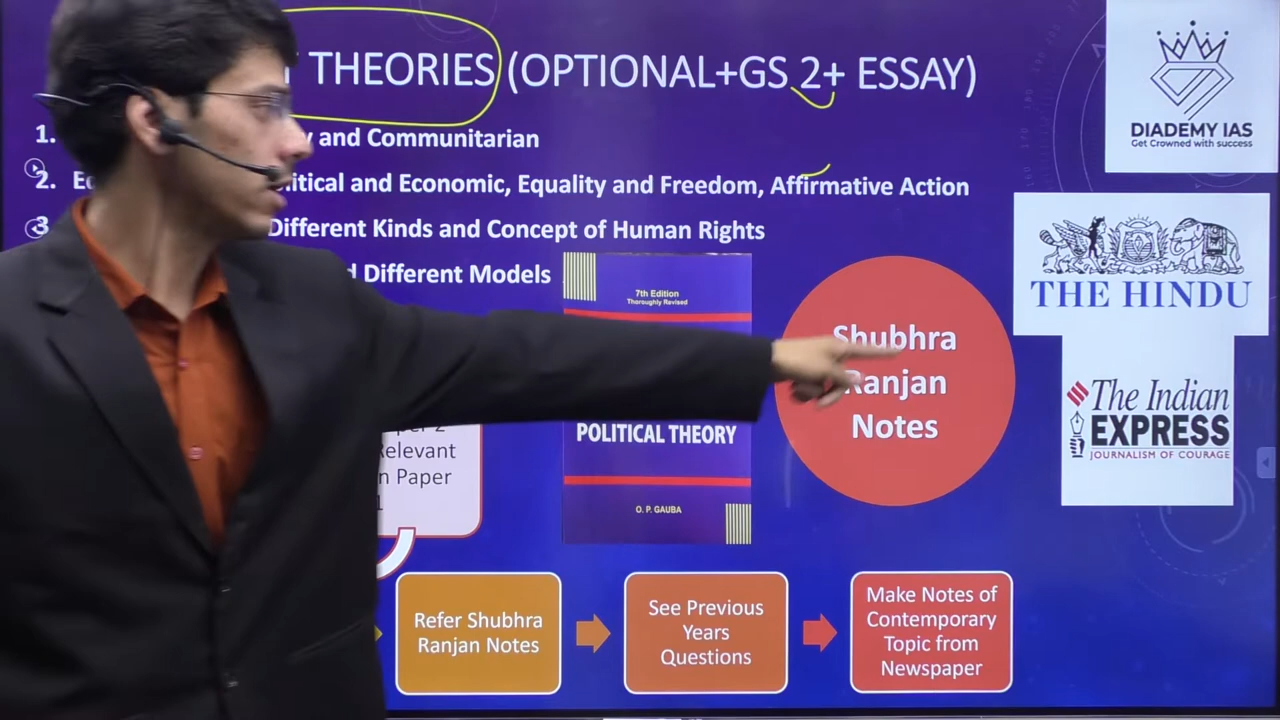 THEORIES (OPTIONAL+GS 2+ ESSAY)
1. and Communitarian
2. Political and Economic, Equality and Freedom, Affirmative Action
3 Different Kinds and Concept of Human Rights
Different Models
DIADEMY IAS
Get Crowned with success
THE HINDU
The Indian
EXPRESS
JOURNALISM OF COURAGE
7th Edition
Thoroughly Revised
POLITICAL THEORY
O. P. GAUBA
Shubhra
Ranjan
Notes
2
Relevant
Paper
1
Refer Shubhra
Ranjan Notes
See Previous
Years
Questions
Make Notes of
Contemporary
Topic from
Newspaper